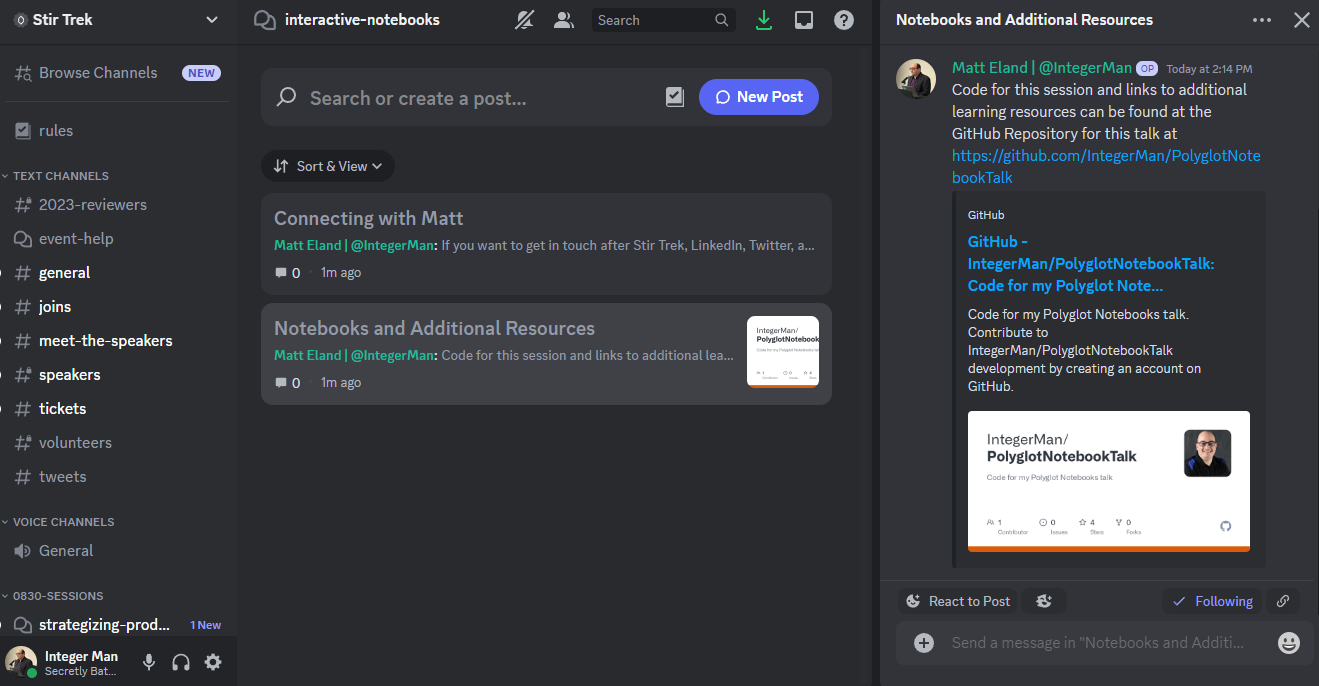 Stir Trek
Browse Channels
NEW
rules
TEXT CHANNELS
2023-reviewers
event-help
general
joins
meet-the-speakers
speakers
tickets
volunteers
tweets
VOICE CHANNELS
General
0830-SESSIONS
strategizing-prod...
1 New
Integer Man
Secretly Bat...
interactive-notebooks
Search
Search or create a post...
New Post
Sort & View
Connecting with Matt
Matt Eland | @IntegerMan: If you want to get in touch after Stir Trek, LinkedIn, Twitter, a...
0 · 1m ago
Notebooks and Additional Resources
Matt Eland | @IntegerMan: Code for this session and links to additional lea...
0 · 1m ago
IntegerMan/
PolyglotNotebook
Notebooks and Additional Resources
Matt Eland | @IntegerMan OP Today at 2:14 PM
Code for this session and links to additional
learning resources can be found at the
GitHub Repository for this talk at
https://github.com/IntegerMan/PolyglotNote
bookTalk
GitHub
GitHub -
IntegerMan/PolyglotNotebookTalk:
Code for my Polyglot Note...
Code for my Polyglot Notebooks talk.
Contribute to
IntegerMan/PolyglotNotebookTalk
development by creating an account on
GitHub.
IntegerMan/
PolyglotNotebookTalk
Code for my Polyglot Notebooks talk
1 0 4 0
Contributor Issues Stars Forks
React to Post
Following
Send a message in "Notebooks and Additi...